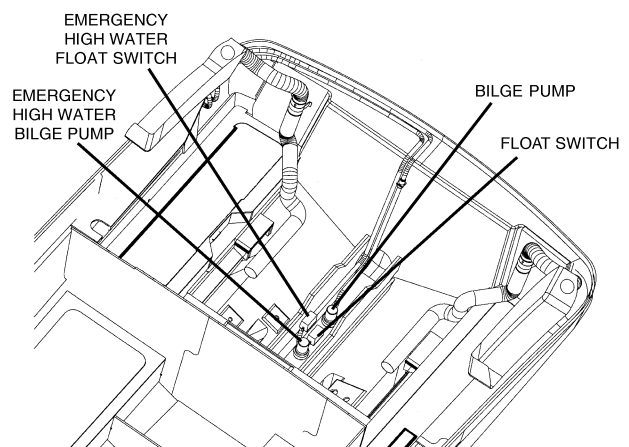 EMERGENCY
HIGH WATER
FLOAT SWITCH
EMERGENCY
HIGH WATER
BILGE PUMP
BILGE PUMP
FLOAT SWITCH